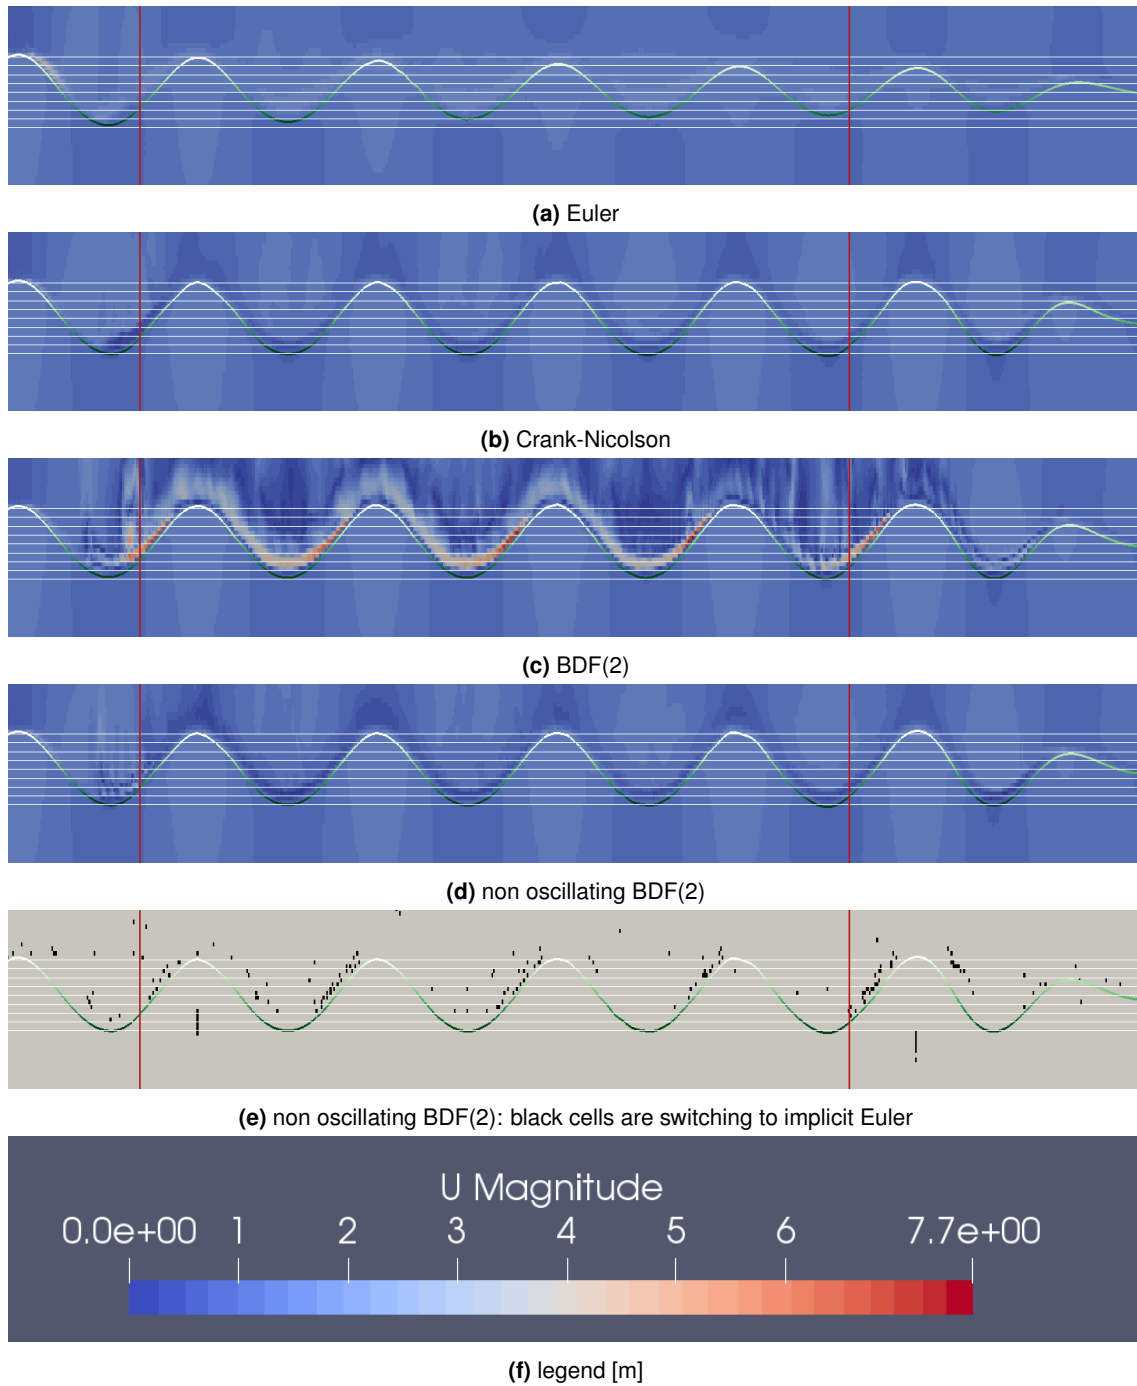 (a) Euler
(b) Crank-Nicolson
(c) BDF(2)
(d) non oscillating BDF(2)
(e) non oscillating BDF(2): black cells are switching to implicit Euler
U Magnitude
0.0e+00 1 2 3 4 5 6 7.7e+00
(f) legend [m]